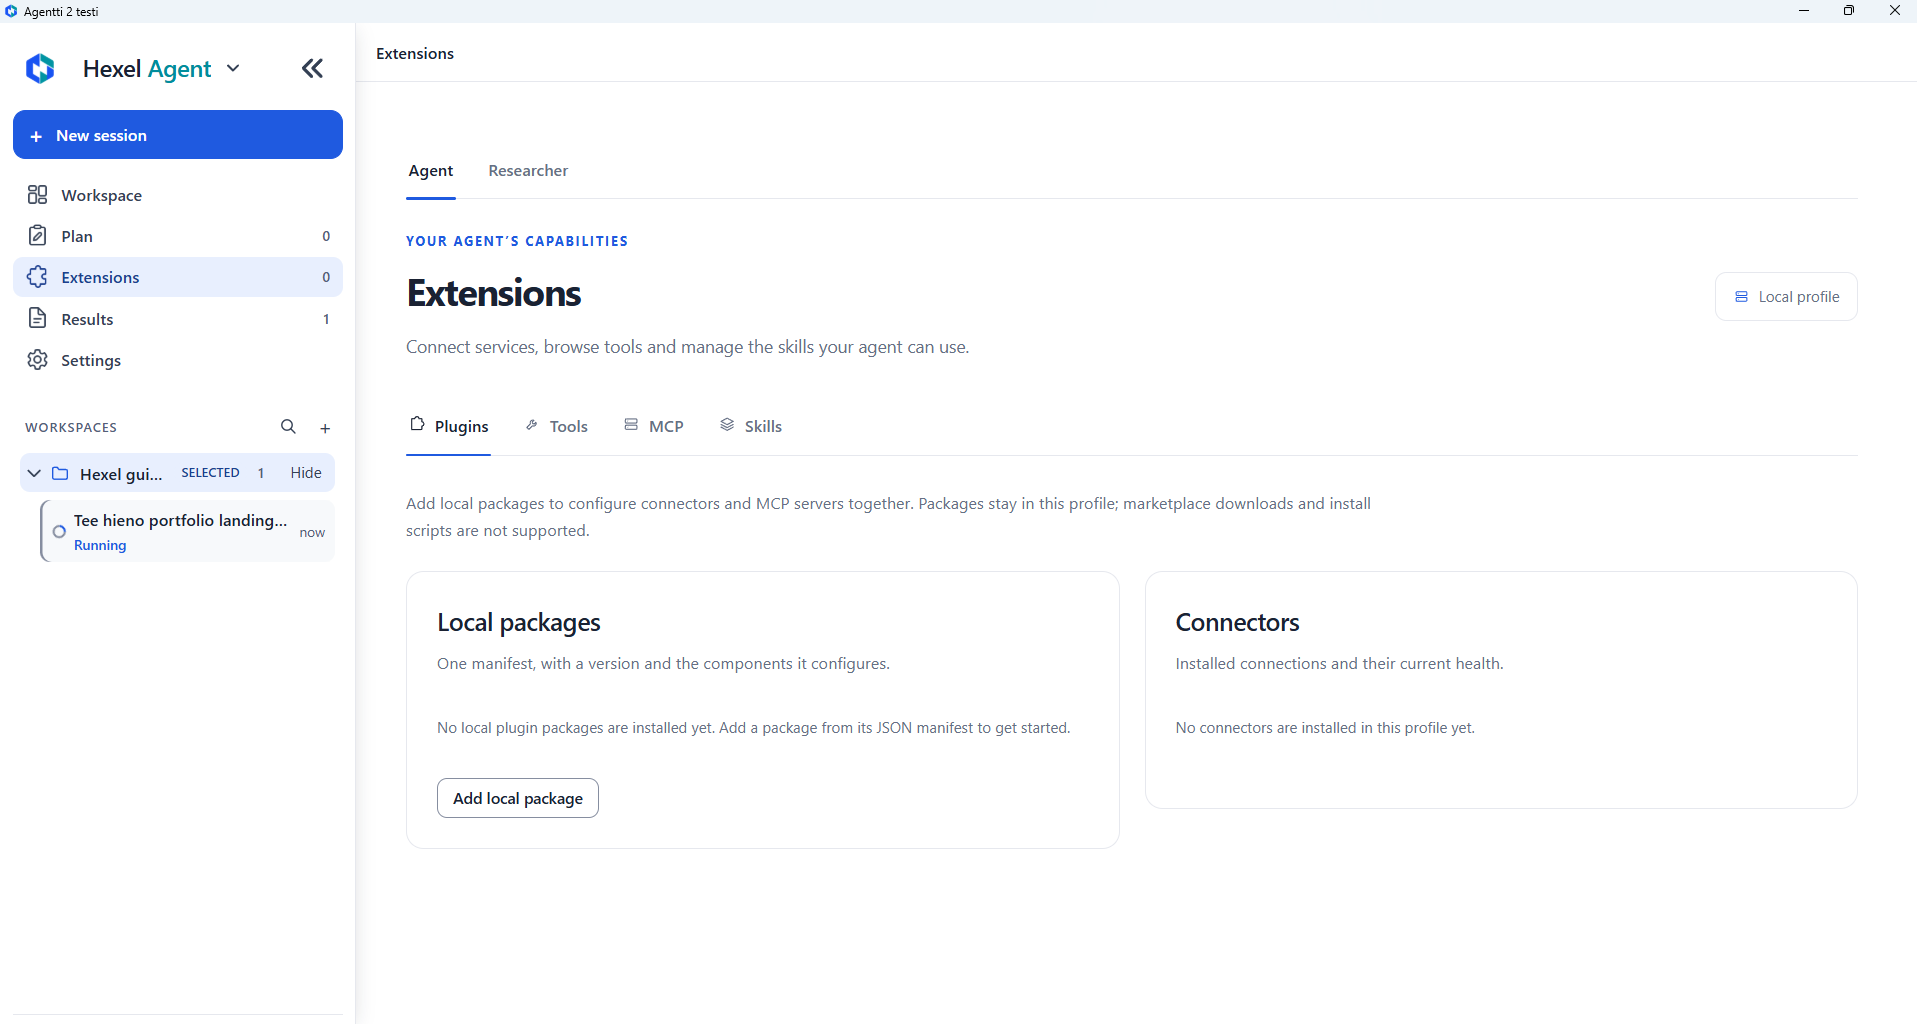 Agentti 2 testi
Hexel Agent
+ New session
Workspace
Plan 0
Extensions 0
Results 1
Settings
WORKSPACES +
Hexel gui... SELECTED 1 Hide
Tee hieno portfolio landing...
Running
now
Extensions
Agent Researcher
YOUR AGENT'S CAPABILITIES
Extensions
Local profile
Connect services, browse tools and manage the skills your agent can use.
Plugins Tools MCP Skills
Add local packages to configure connectors and MCP servers together. Packages stay in this profile; marketplace downloads and install
scripts are not supported.
Local packages
One manifest, with a version and the components it configures.
No local plugin packages are installed yet. Add a package from its JSON manifest to get started.
Add local package
Connectors
Installed connections and their current health.
No connectors are installed in this profile yet.